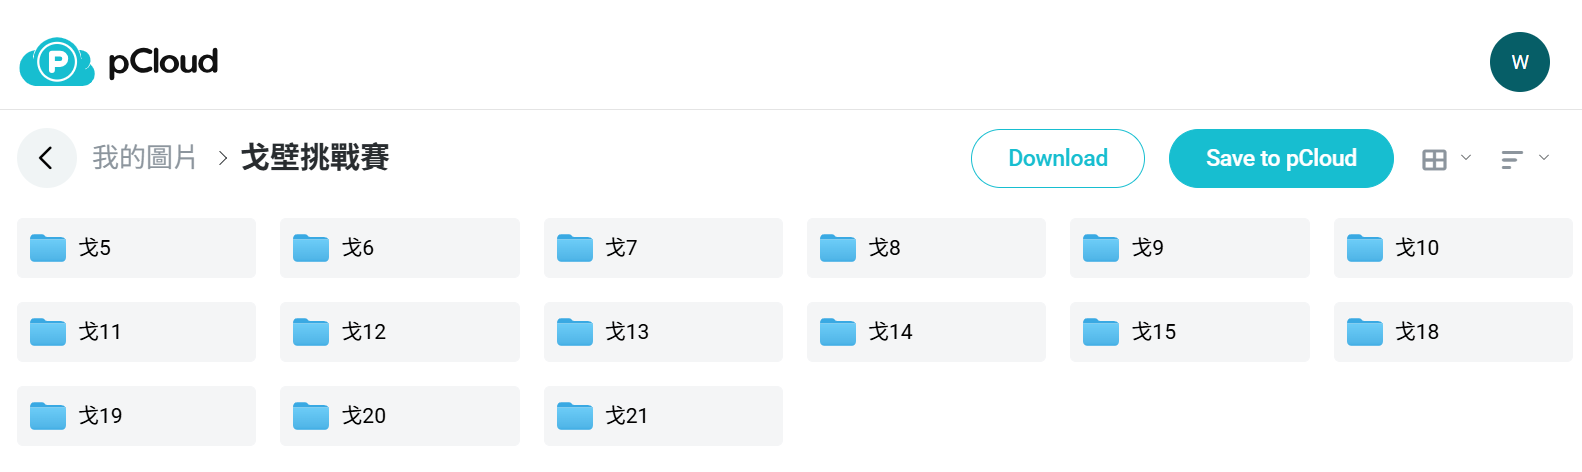 P pCloud W
我的圖片 > 戈壁挑戰賽 Download Save to pCloud
戈5 戈6 戈7 戈8 戈9 戈10
戈11 戈12 戈13 戈14 戈15 戈18
戈19 戈20 戈21